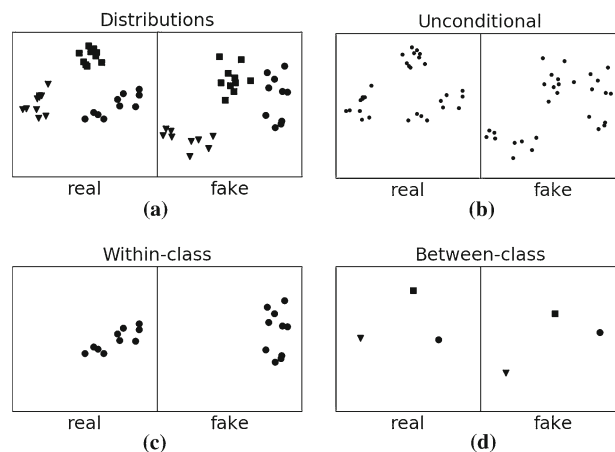 Distributions
Unconditional
real fake
real fake
(a)
(b)
Within-class
Between-class
real fake
real fake
(c)
(d)